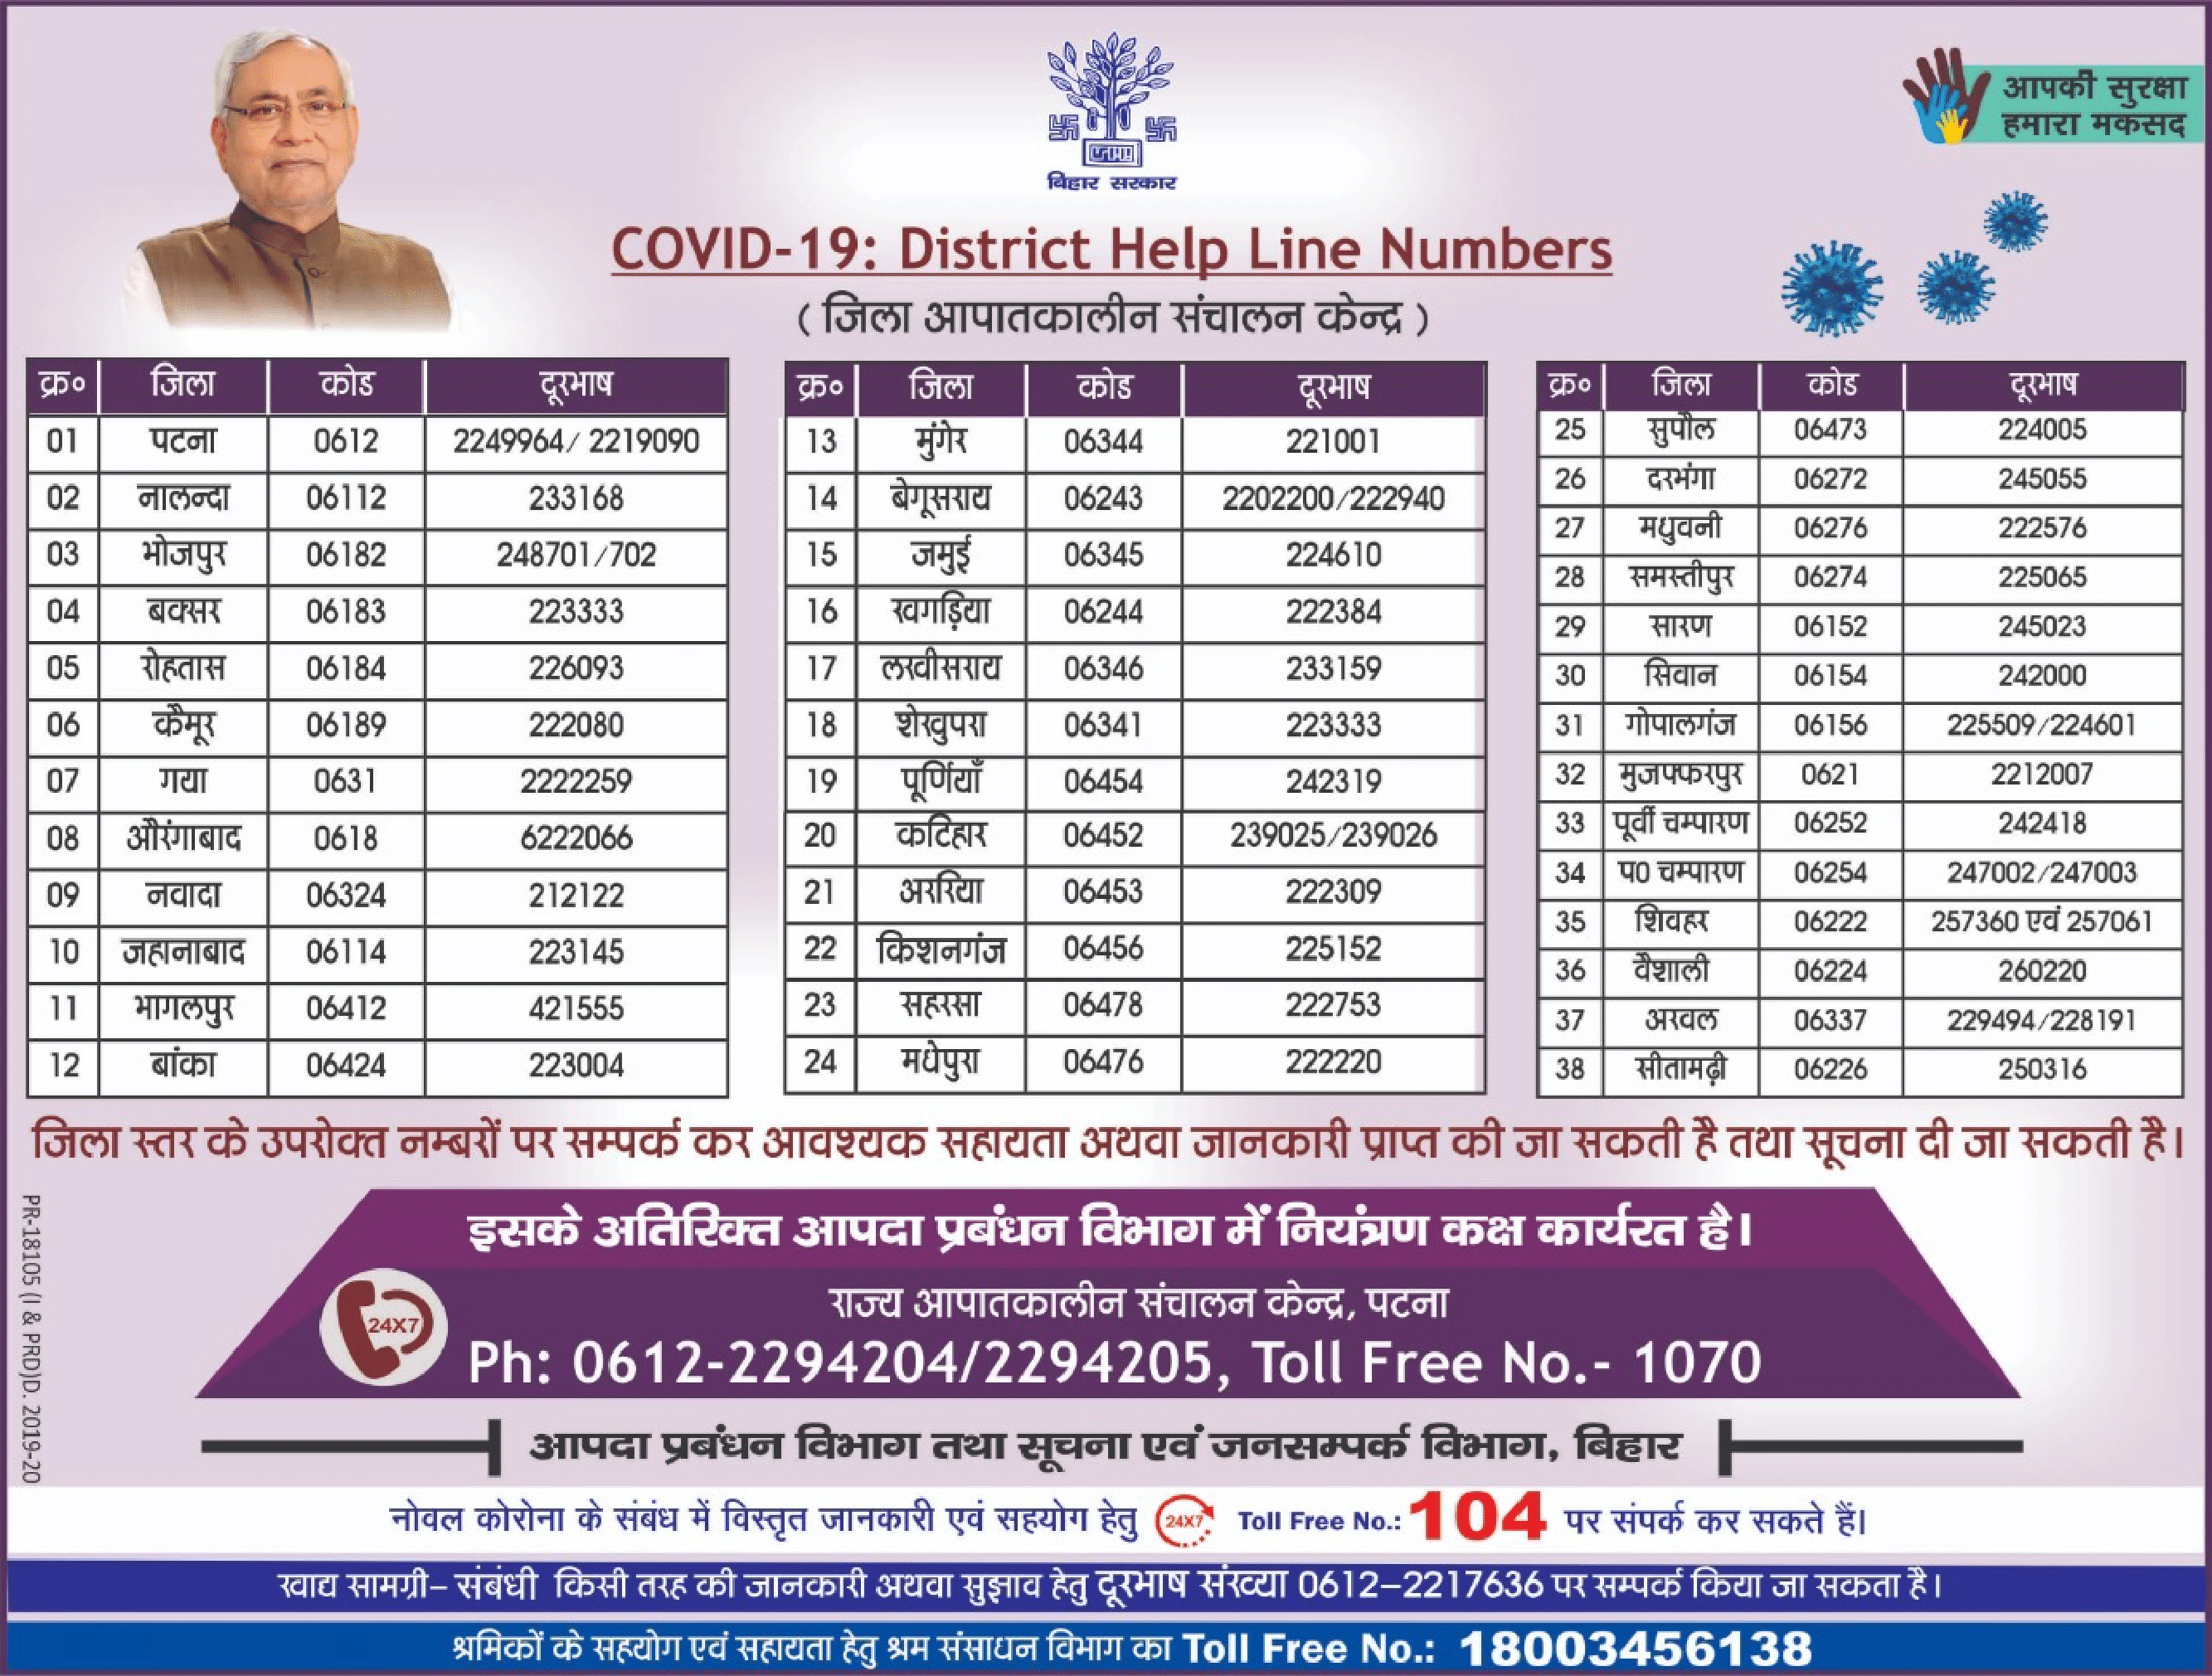 आपकी सुरक्षा
हमारा मकसद
बिहार सरकार
COVID-19: District Help Line Numbers
( जिला आपातकालीन संचालन केन्द्र )
क्र० जिला कोड दूरभाष
01 पटना 0612 2249964/ 2219090
02 नालन्दा 06112 233168
03 भोजपुर 06182 248701/702
04 बक्सर 06183 223333
05 रोहतास 06184 226093
06 कैमूर 06189 222080
07 गया 0631 2222259
08 औरंगाबाद 0618 6222066
09 नवादा 06324 212122
10 जहानाबाद 06114 223145
11 भागलपुर 06412 421555
12 बांका 06424 223004
क्र० जिला कोड दूरभाष
13 मुंगेर 06344 221001
14 बेगूसराय 06243 2202200/222940
15 जमुई 06345 224610
16 खगड़िया 06244 222384
17 लखीसराय 06346 233159
18 शेखुपरा 06341 223333
19 पूर्णियाँ 06454 242319
20 कटिहार 06452 239025/239026
21 अररिया 06453 222309
22 किशनगंज 06456 225152
23 सहरसा 06478 222753
24 मधेपुरा 06476 222220
क्र० जिला कोड दूरभाष
25 सुपौल 06473 224005
26 दरभंगा 06272 245055
27 मधुवनी 06276 222576
28 समस्तीपुर 06274 225065
29 सारण 06152 245023
30 सिवान 06154 242000
31 गोपालगंज 06156 225509/224601
32 मुजफ्फरपुर 0621 2212007
33 पूर्वी चम्पारण 06252 242418
34 प0 चम्पारण 06254 247002/247003
35 शिवहर 06222 257360 एवं 257061
36 वैशाली 06224 260220
37 अरवल 06337 229494/228191
38 सीतामढ़ी 06226 250316
जिला स्तर के उपरोक्त नम्बरों पर सम्पर्क कर आवश्यक सहायता अथवा जानकारी प्राप्त की जा सकती है तथा सूचना दी जा सकती है।
इसके अतिरिक्त आपदा प्रबंधन विभाग में नियंत्रण कक्ष कार्यरत है।
राज्य आपातकालीन संचालन केन्द्र, पटना
24X7
Ph: 0612-2294204/2294205, Toll Free No.- 1070
PR-18105 (I & PRD)D. 2019-20
आपदा प्रबंधन विभाग तथा सूचना एवं जनसम्पर्क विभाग, बिहार
नोवल कोरोना के संबंध में विस्तृत जानकारी एवं सहयोग हेतु 24X7 Toll Free No.: 104 पर संपर्क कर सकते हैं।
खाद्य सामग्री– संबंधी किसी तरह की जानकारी अथवा सुझाव हेतु दूरभाष संख्या 0612–2217636 पर सम्पर्क किया जा सकता है।
श्रमिकों के सहयोग एवं सहायता हेतु श्रम संसाधन विभाग का Toll Free No.: 18003456138